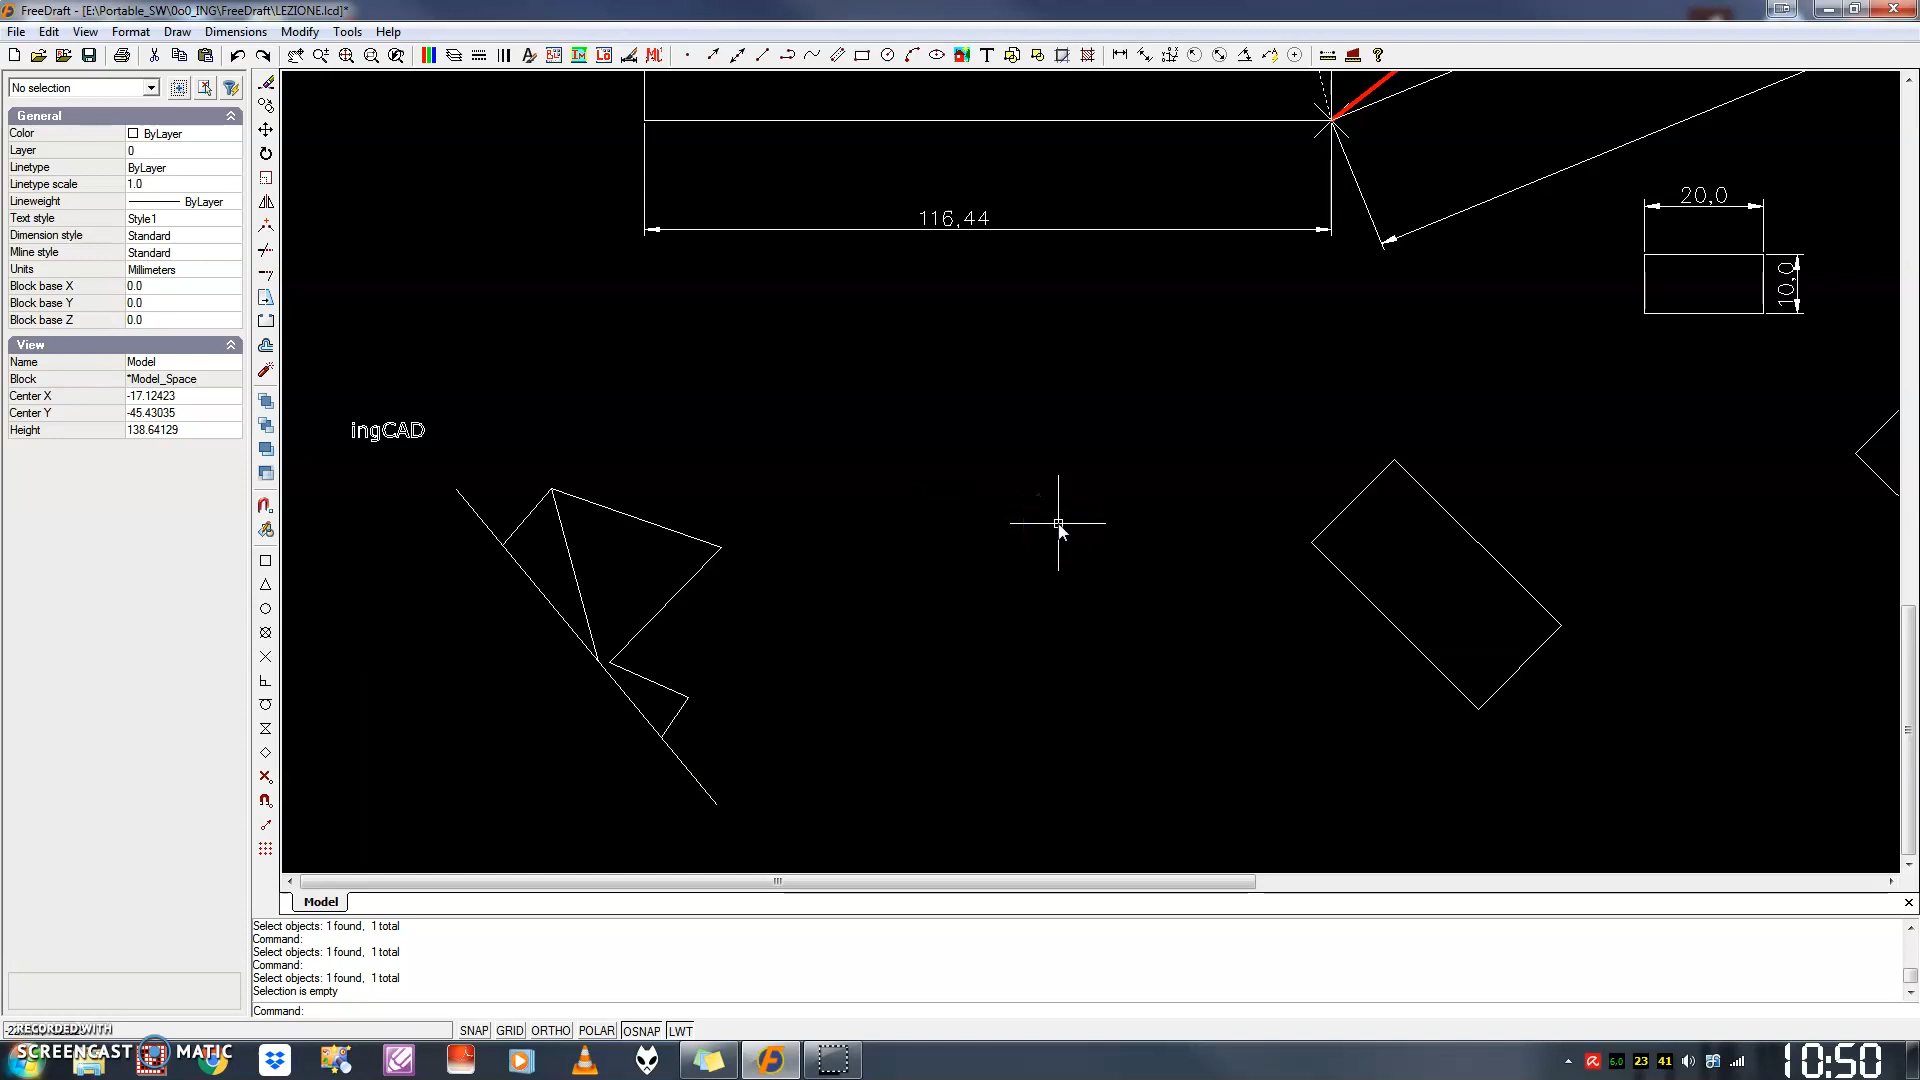 FreeDraft - [E:\Portable_SW\0o0_ING\FreeDraft\LEZIONE.lcd]*
File Edit View Format Draw Dimensions Modify Tools Help
No selection
General
Color ByLayer
Layer 0
Linetype ByLayer
Linetype scale 1.0
Lineweight ByLayer
Text style Style1
Dimension style Standard
Mline style Standard
Units Millimeters
Block base X 0.0
Block base Y 0.0
Block base Z 0.0
View
Name Model
Block *Model_Space
Center X -17.12423
Center Y -45.43035
Height 138.64129
116,44
20,0
10,0
ingCAD
Model
Select objects: 1 found, 1 total
Command:
Select objects: 1 found, 1 total
Command:
Select objects: 1 found, 1 total
Selection is empty
Command:
SNAP GRID ORTHO POLAR OSNAP LWT
RECORDED WITH
SCREENCAST MATIC
6,0 23 41 10:50